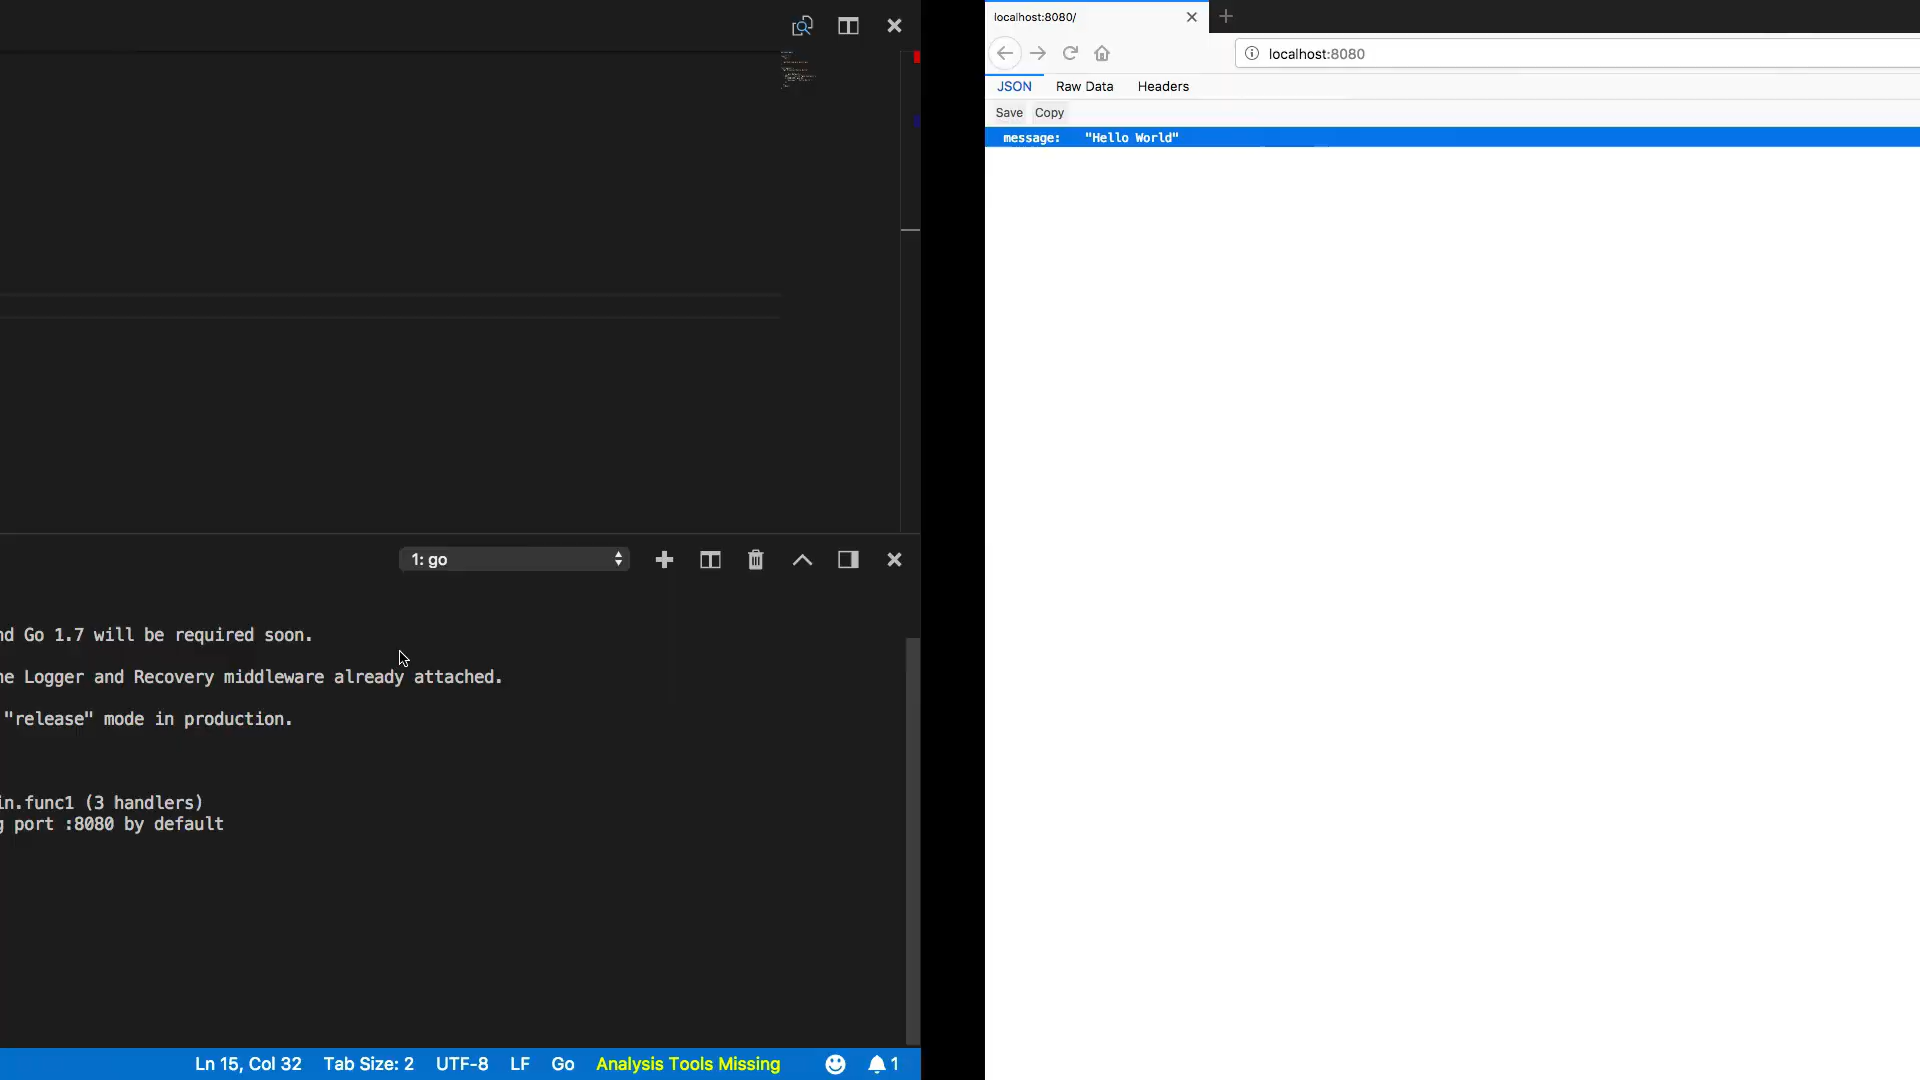 1: go
nd Go 1.7 will be required soon.
ne Logger and Recovery middleware already attached.
"release" mode in production.
in.func1 (3 handlers)
g port :8080 by default
Ln 15, Col 32 Tab Size: 2 UTF-8 LF Go Analysis Tools Missing 1
localhost:8080/
localhost:8080
JSON Raw Data Headers
Save Copy
message: "Hello World"